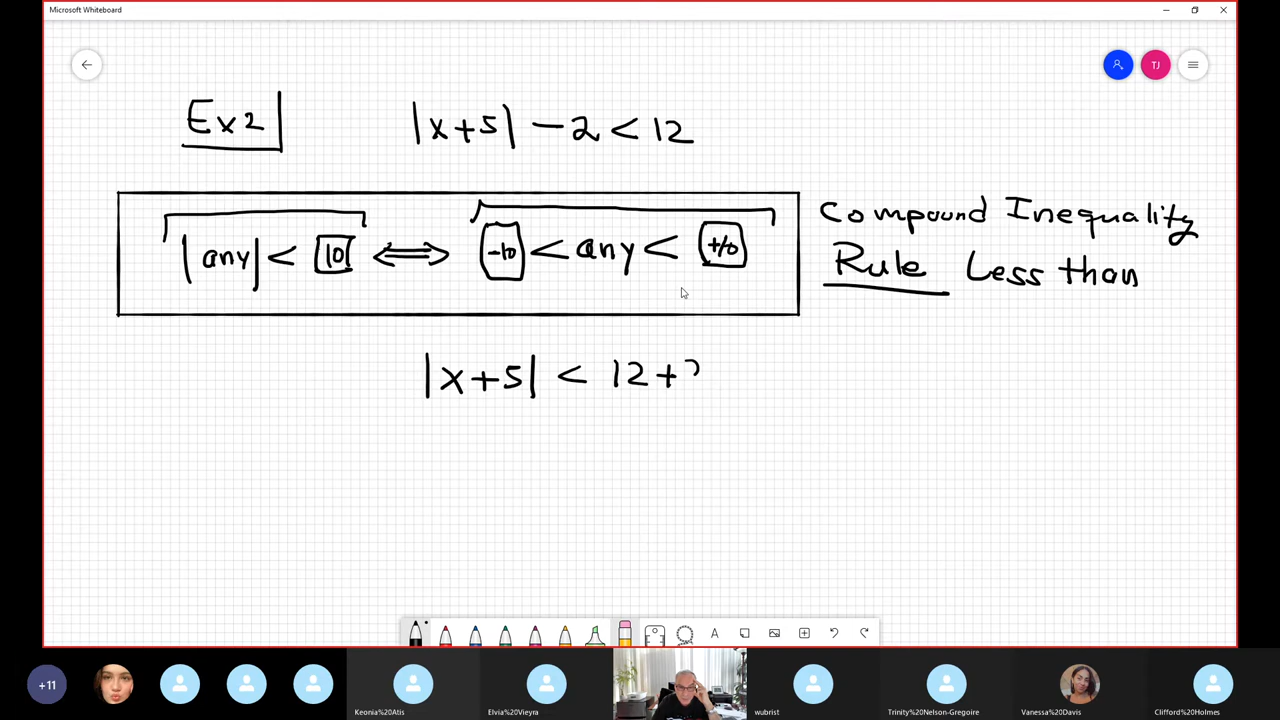 Microsoft Whiteboard
TJ
Ex2 |x+5| - 2 < 12
|any| < 10 ⟺ -10 < any < +10
Compound Inequality
Rule Less than
|x+5| < 12+2
A
+11
Keonia%20Atis
Elvia%20Vieyra
wubrist
Trinity%20Nelson-Gregoire
Vanessa%20Davis
Clifford%20Holmes